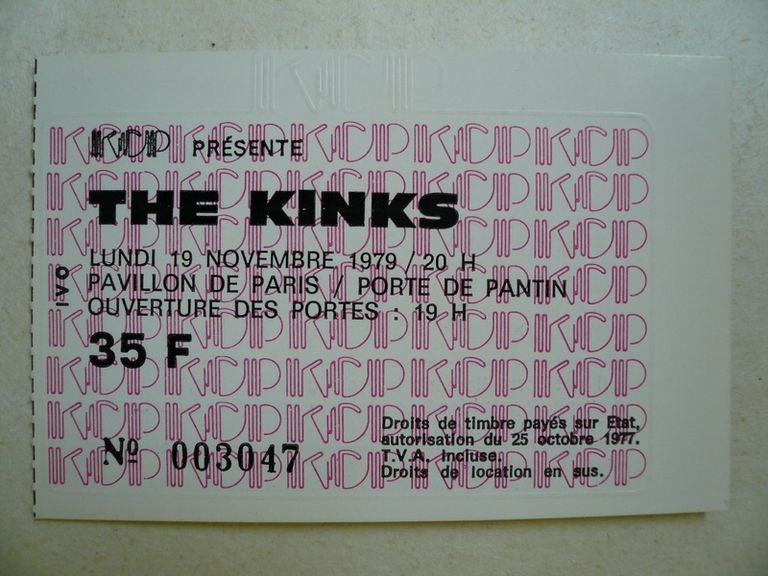 KCP PRÉSENTE
THE KINKS
LUNDI 19 NOVEMBRE 1979 / 20 H
PAVILLON DE PARIS / PORTE DE PANTIN
OUVERTURE DES PORTES : 19 H
35 F
IVO
Nº 003047
Droits de timbre payés sur Etat,
autorisation du 25 octobre 1977.
T.V.A. Incluse.
Droits de location en sus.